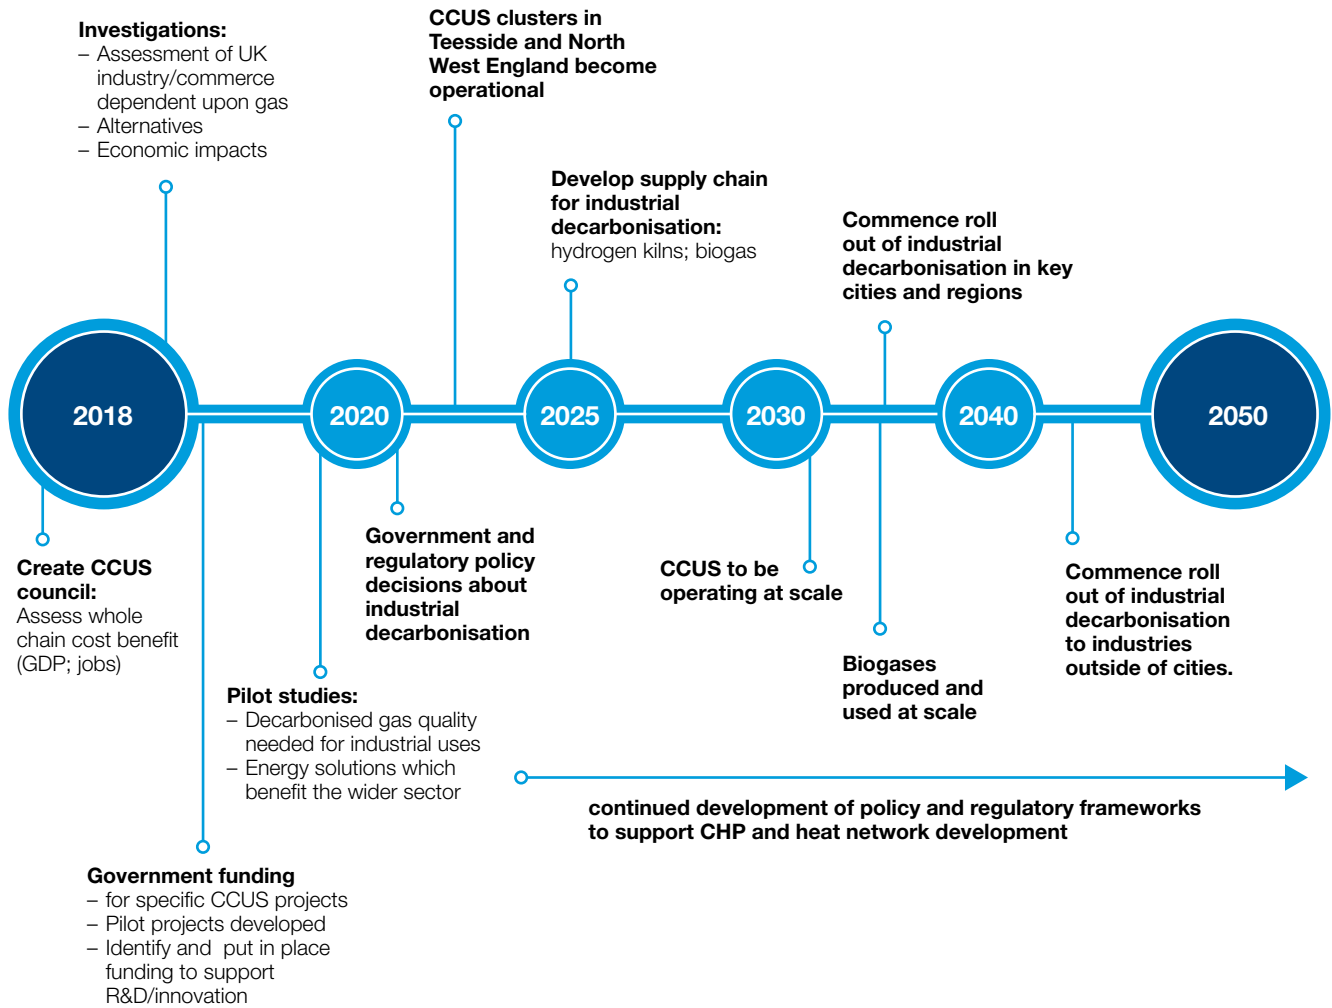 Investigations:
– Assessment of UK
industry/commerce
dependent upon gas
– Alternatives
– Economic impacts
CCUS clusters in
Teesside and North
West England become
operational
Develop supply chain
for industrial
decarbonisation:
hydrogen kilns; biogas
Commence roll
out of industrial
decarbonisation in key
cities and regions
2018
2020
2025
2030
2040
2050
Create CCUS
council:
Assess whole
chain cost benefit
(GDP; jobs)
Government funding
– for specific CCUS projects
– Pilot projects developed
– Identify and put in place
funding to support
R&D/innovation
Pilot studies:
– Decarbonised gas quality
needed for industrial uses
– Energy solutions which
benefit the wider sector
Government and
regulatory policy
decisions about
industrial
decarbonisation
CCUS to be
operating at scale
Biogases
produced and
used at scale
Commence roll
out of industrial
decarbonisation
to industries
outside of cities.
continued development of policy and regulatory frameworks
to support CHP and heat network development